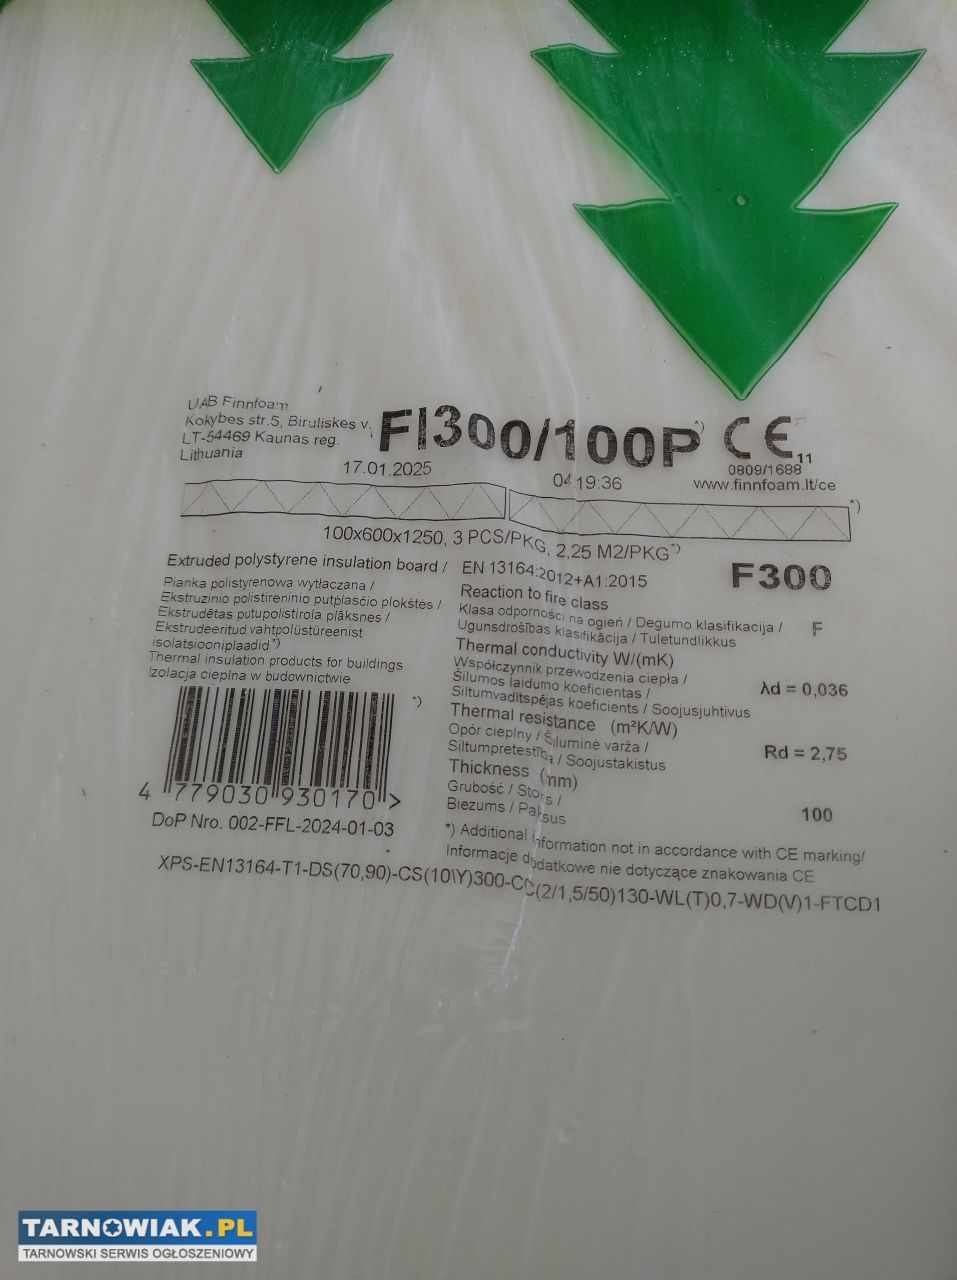 UAB Finnfoam
Kokybes str.5, Biruliskes v.
LT-54469 Kaunas reg.
Lithuania
FI300/100P*)
CE 11
0809/1688
www.finnfoam.lt/ce
17.01.2025
04 19:36
*)
100x600x1250, 3 PCS/PKG, 2,25 M2/PKG*)
Extruded polystyrene insulation board /
Pianka polistyrenowa wytłaczana /
Ekstruzinio polistireninio putplasčio plokštės /
Ekstrudētas putupolistirola plāksnes /
Ekstrudeeritud vahtpolüstüreenist
isolatsiooniplaadid*)
Thermal insulation products for buildings
Izolacja cieplna w budownictwie
*)
4 779030 930170 >
DoP Nro. 002-FFL-2024-01-03
EN 13164:2012+A1:2015
F300
Reaction to fire class
Klasa odporności na ogień / Degumo klasifikacija /
Ugunsdrošības klasifikācija / Tuletundlikkus
F
Thermal conductivity W/(mK)
Współczynnik przewodzenia ciepła /
Šilumos laidumo koeficientas /
Siltumvadītspējas koeficients / Soojusjuhtivus
λd = 0,036
Thermal resistance (m²K/W)
Opór cieplny / Šiluminė varža /
Siltumpretestība / Soojustakistus
Rd = 2,75
Thickness (mm)
Grubość / Storis /
Biezums / Paksus
100
*) Additional information not in accordance with CE marking/
Informacje dodatkowe nie dotyczące znakowania CE
XPS-EN13164-T1-DS(70,90)-CS(10\Y)300-CC(2/1,5/50)130-WL(T)0,7-WD(V)1-FTCD1
TARNOWIAK.PL
TARNOWSKI SERWIS OGŁOSZENIOWY